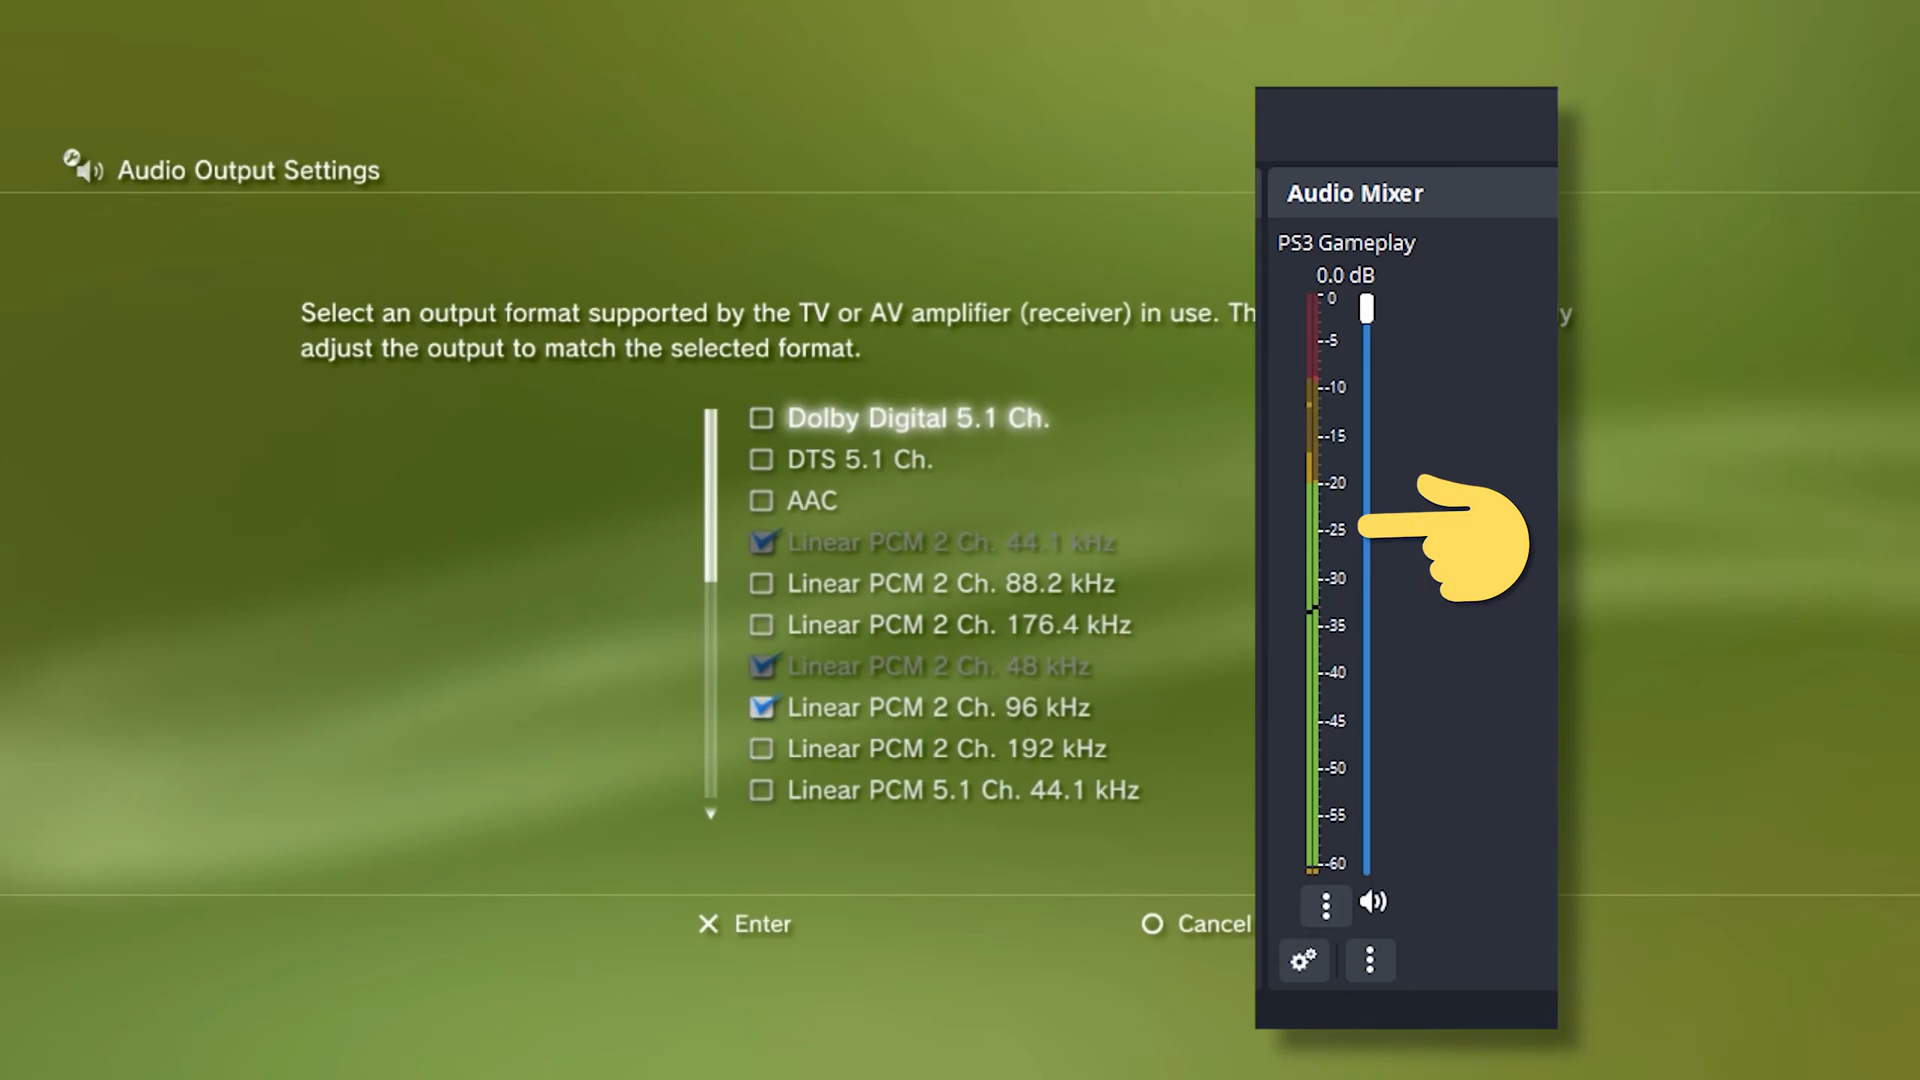 Audio Output Settings
Select an output format supported by the TV or AV amplifier (receiver) in use. Th
y
adjust the output to match the selected format.
Dolby Digital 5.1 Ch.
DTS 5.1 Ch.
AAC
Linear PCM 2 Ch. 44.1 kHz
Linear PCM 2 Ch. 88.2 kHz
Linear PCM 2 Ch. 176.4 kHz
Linear PCM 2 Ch. 48 kHz
Linear PCM 2 Ch. 96 kHz
Linear PCM 2 Ch. 192 kHz
Linear PCM 5.1 Ch. 44.1 kHz
Enter
Cancel
Audio Mixer
PS3 Gameplay
0.0 dB
0
-5
-10
-15
-20
-25
-30
-35
-40
-45
-50
-55
-60